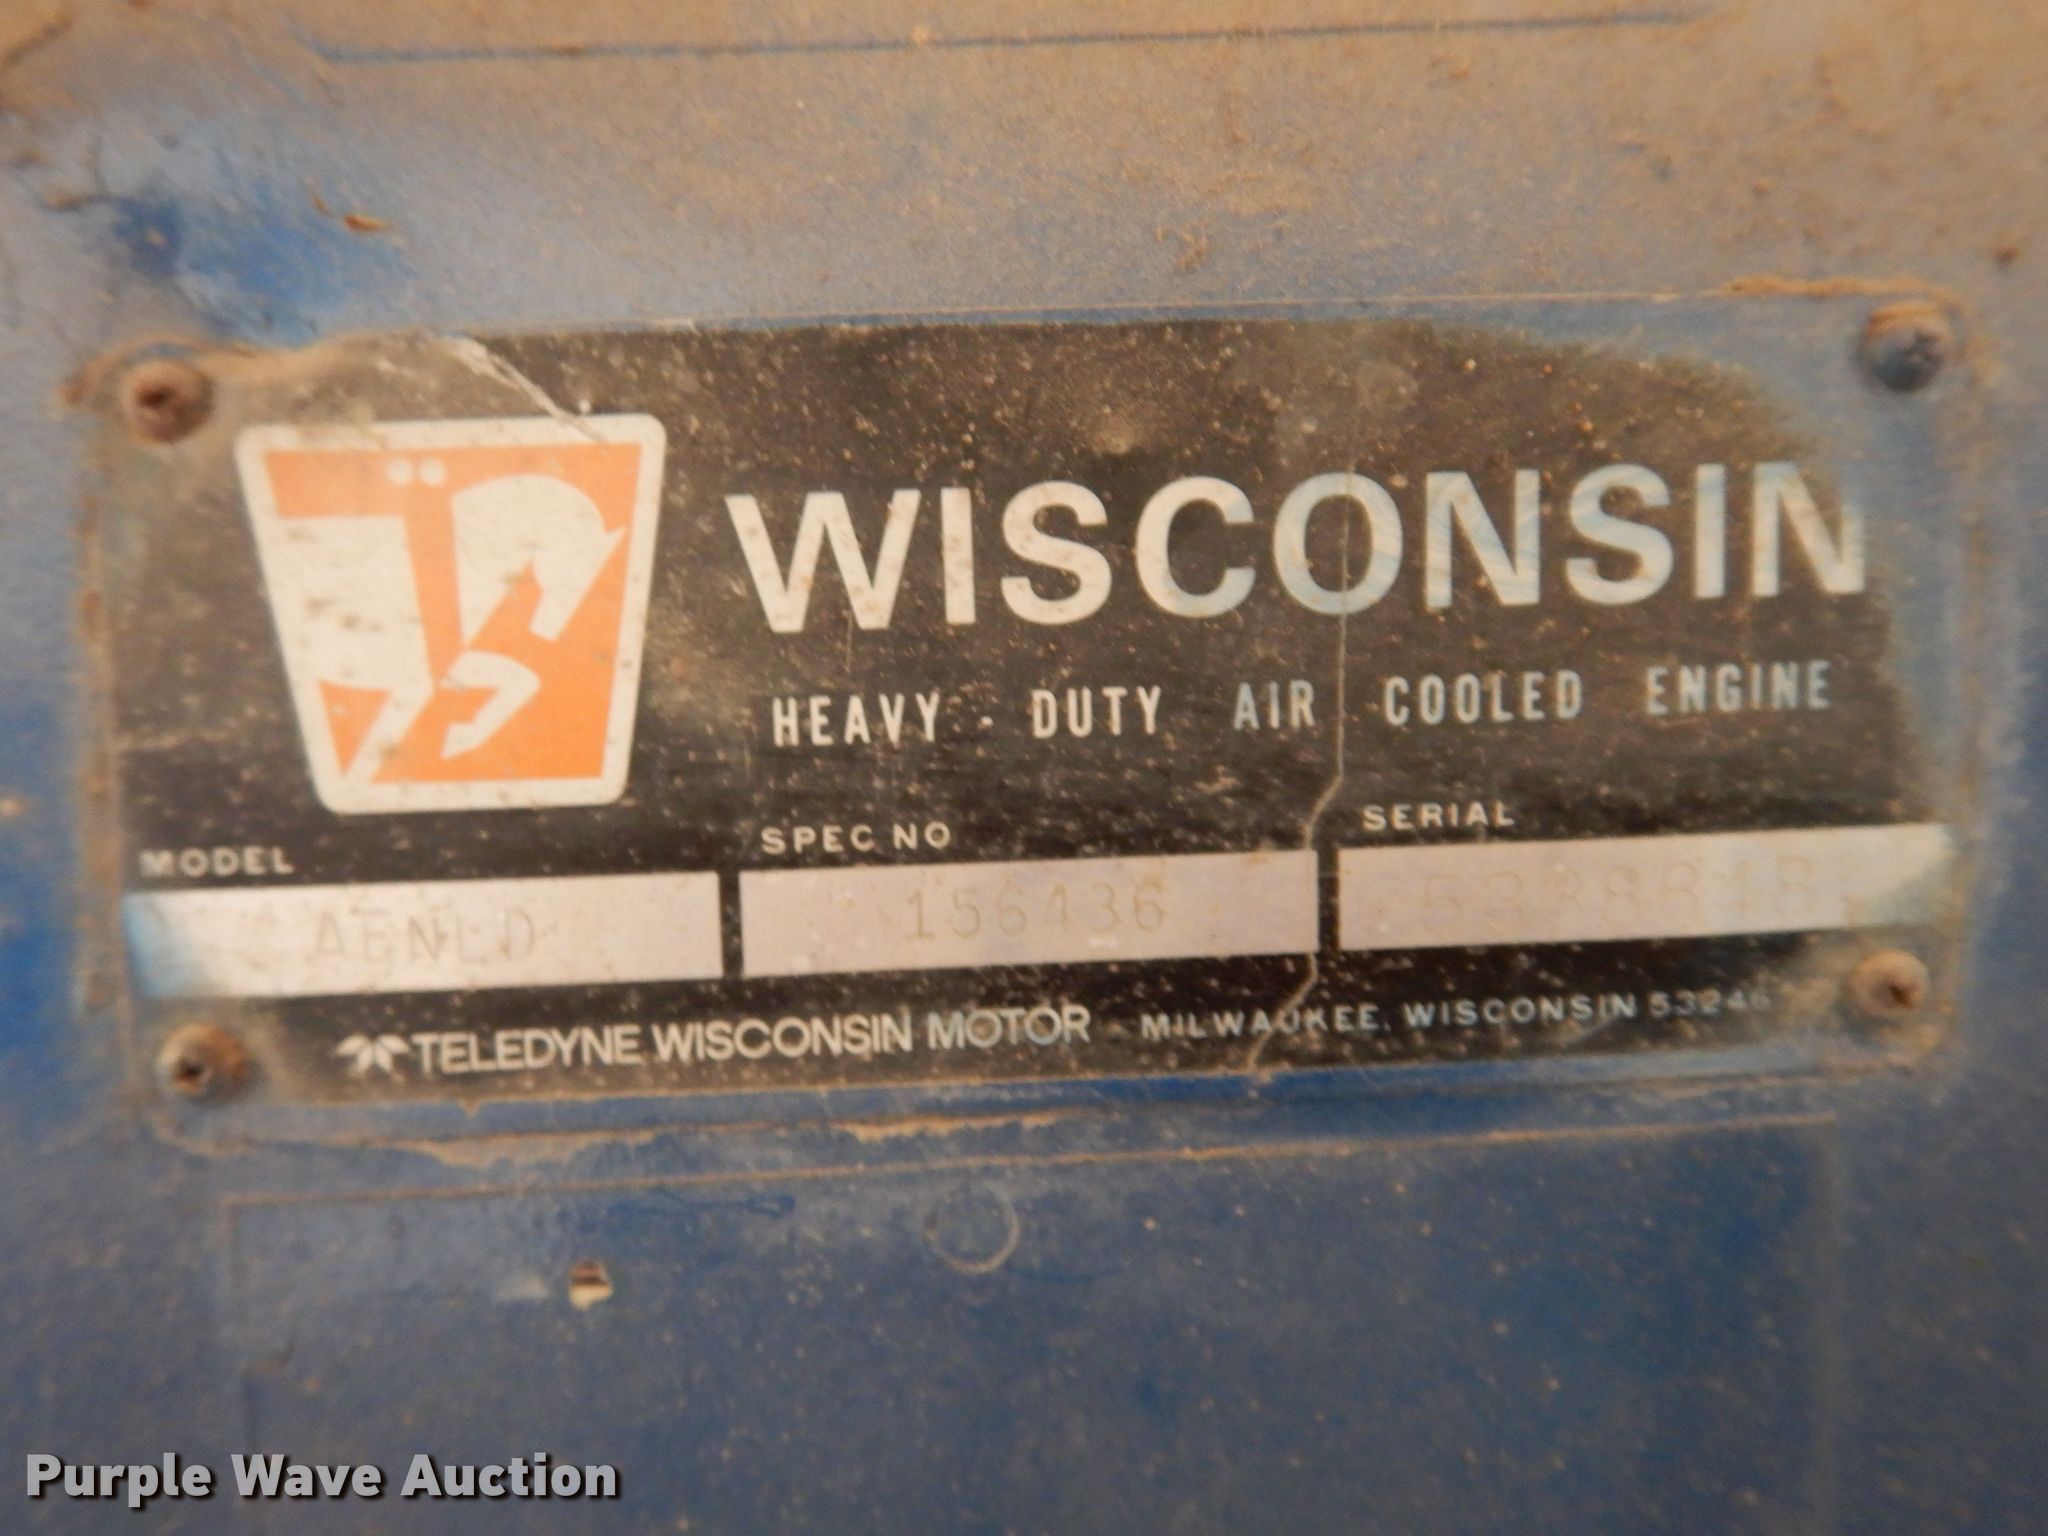 WISCONSIN
HEAVY-DUTY AIR COOLED ENGINE
MODEL SPEC NO SERIAL
AENLD 156436
TELEDYNE WISCONSIN MOTOR MILWAUKEE, WISCONSIN 53246
Purple Wave Auction